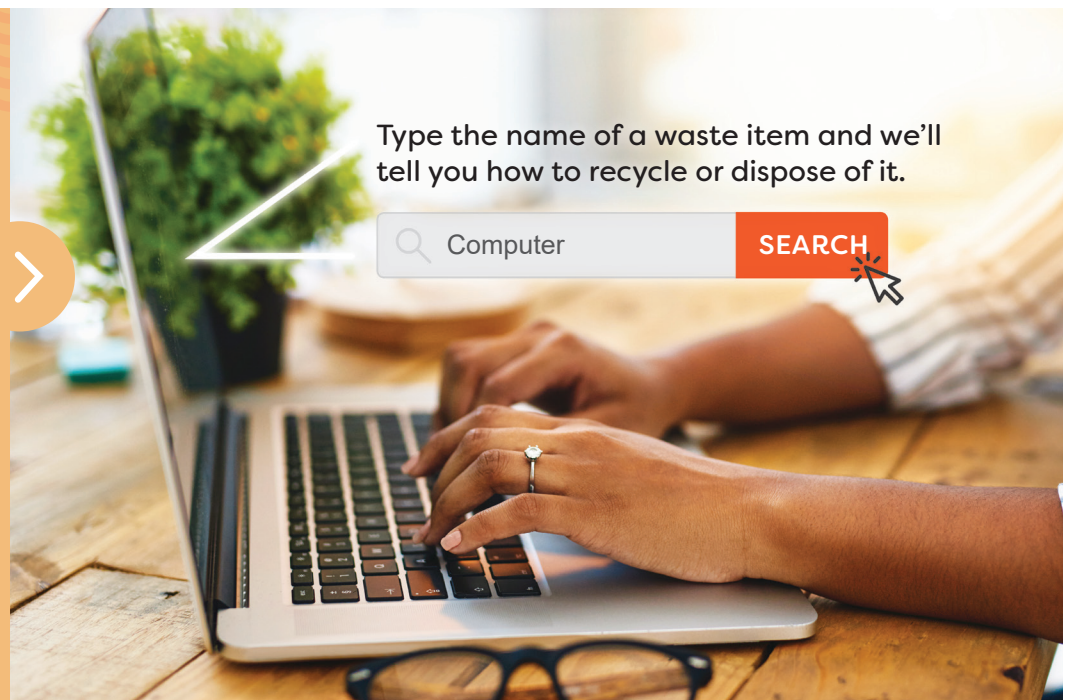 Type the name of a waste item and we'll
tell you how to recycle or dispose of it.
Computer
SEARCH